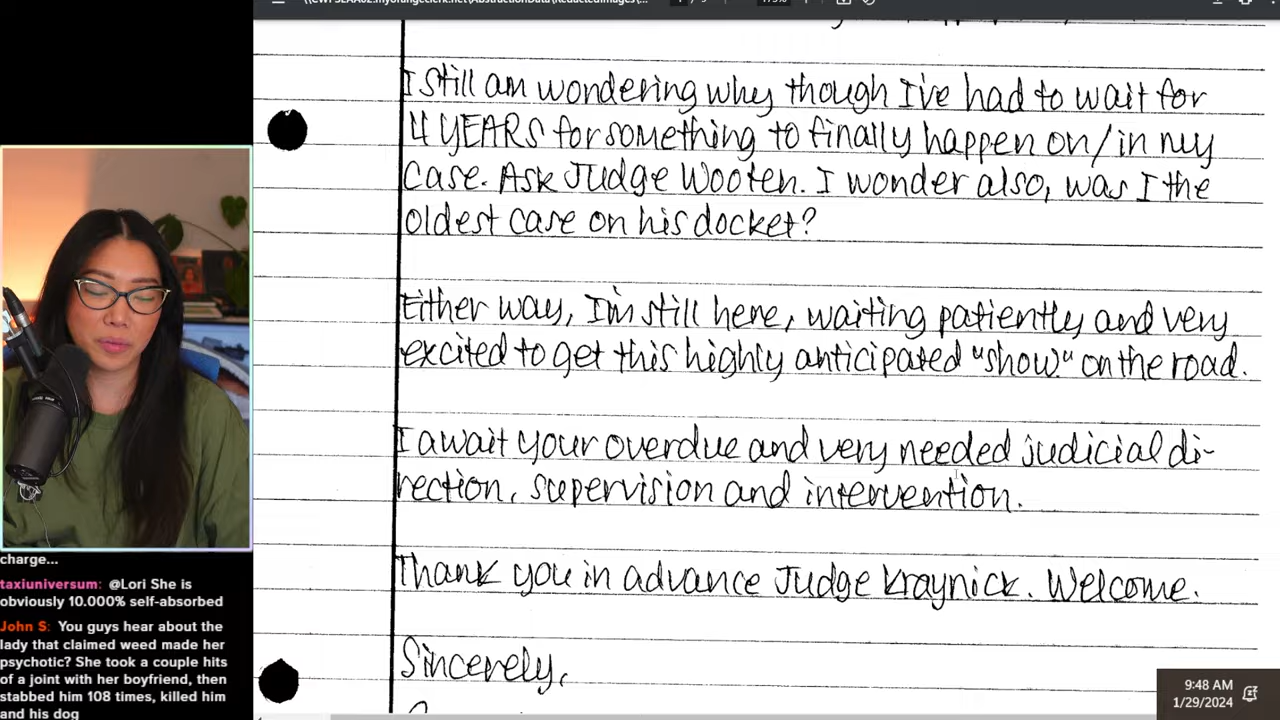 I still am wondering why though I've had to wait for
4 YEARS for something to finally happen on/in my
case. Ask Judge Wooten. I wonder also, was I the
oldest case on his docket?
Either way, I'm still here, waiting patiently and very
excited to get this highly anticipated "show" on the road.
I await your overdue and very needed judicial di-
rection, supervision and intervention.
Thank you in advance Judge Kraynick. Welcome.
Sincerely,
charge...
taxiuniversum: @Lori She is
obviously 10.000% self-absorbed
John S: You guys hear about the
lady that claimed weed make her
psychotic? She took a couple hits
of a joint with her boyfriend, then
stabbed him 108 times, killed him
and his dog
9:48 AM
1/29/2024